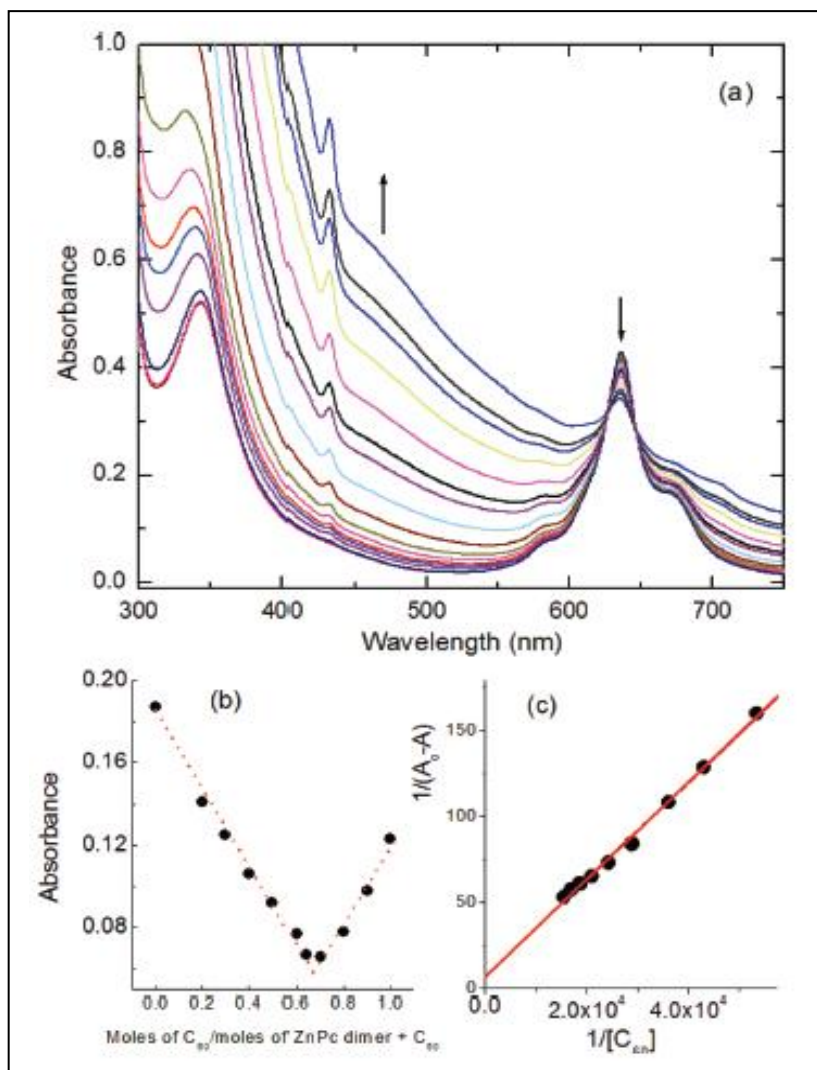 (a)
1.0
0.8
0.6
0.4
0.2
0.0
Absorbance
300 400 500 600 700
Wavelength (nm)
(b)
0.20
0.16
0.12
0.08
Absorbance
0.0 0.2 0.4 0.6 0.8 1.0
Moles of C₆₀/moles of ZnPc dimer + C₆₀
(c)
150
100
50
0
1/(A₀-A)
0.0 2.0x10⁴ 4.0x10⁴
1/[C₆₀]